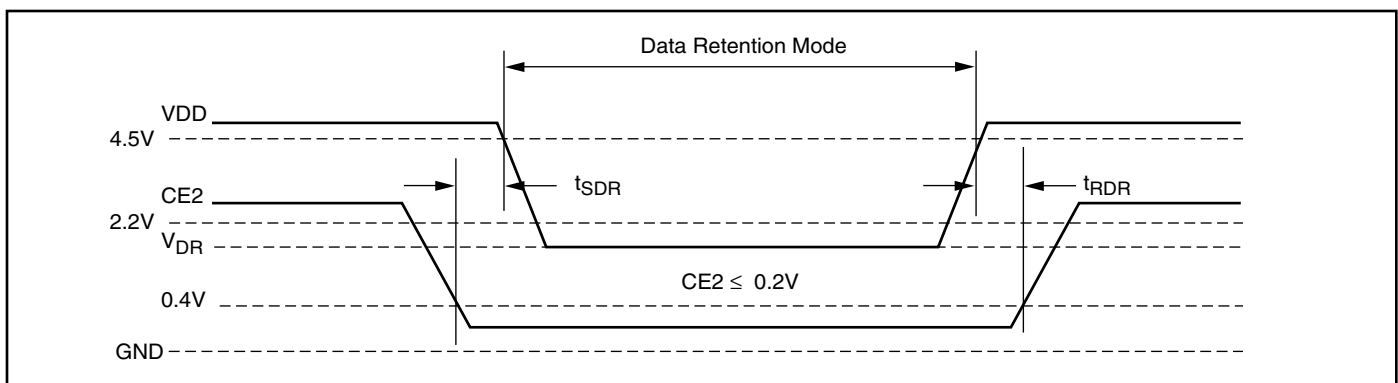 Data Retention Mode
VDD
4.5V
tSDR
tRDR
CE2
2.2V
VDR
CE2 ≤ 0.2V
0.4V
GND